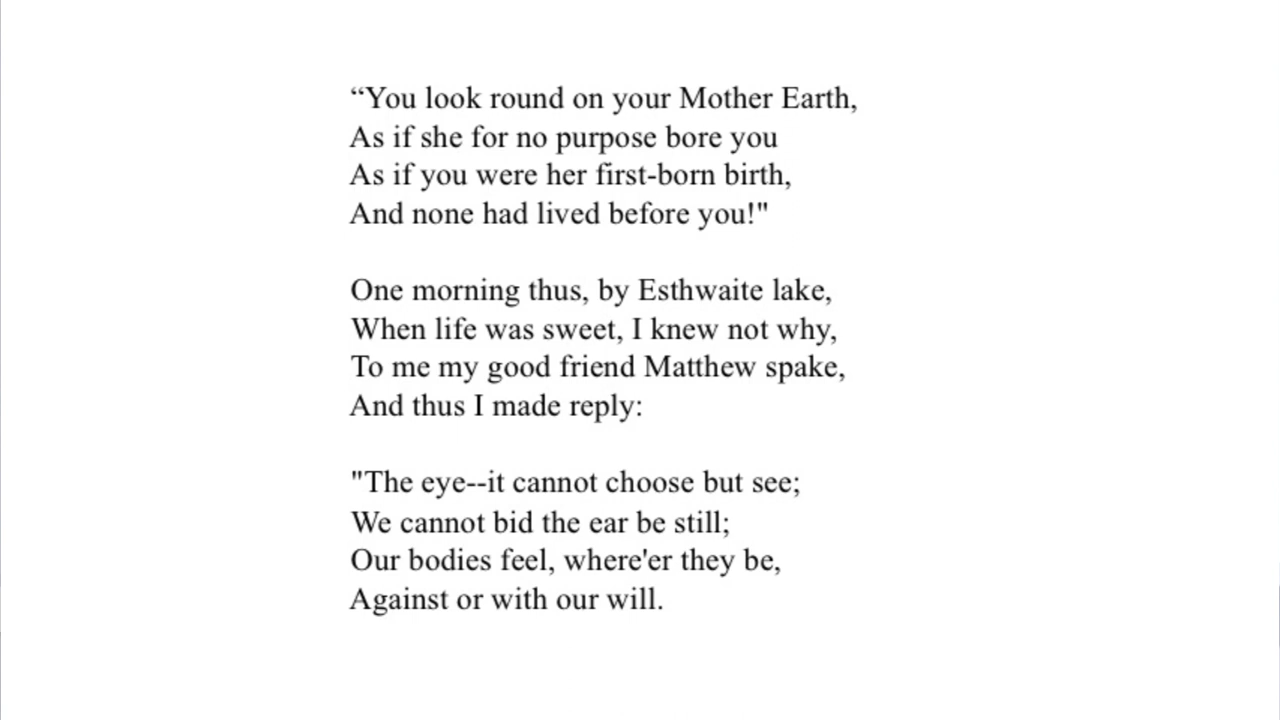 “You look round on your Mother Earth,
As if she for no purpose bore you
As if you were her first-born birth,
And none had lived before you!"
One morning thus, by Esthwaite lake,
When life was sweet, I knew not why,
To me my good friend Matthew spake,
And thus I made reply:
"The eye--it cannot choose but see;
We cannot bid the ear be still;
Our bodies feel, where'er they be,
Against or with our will.